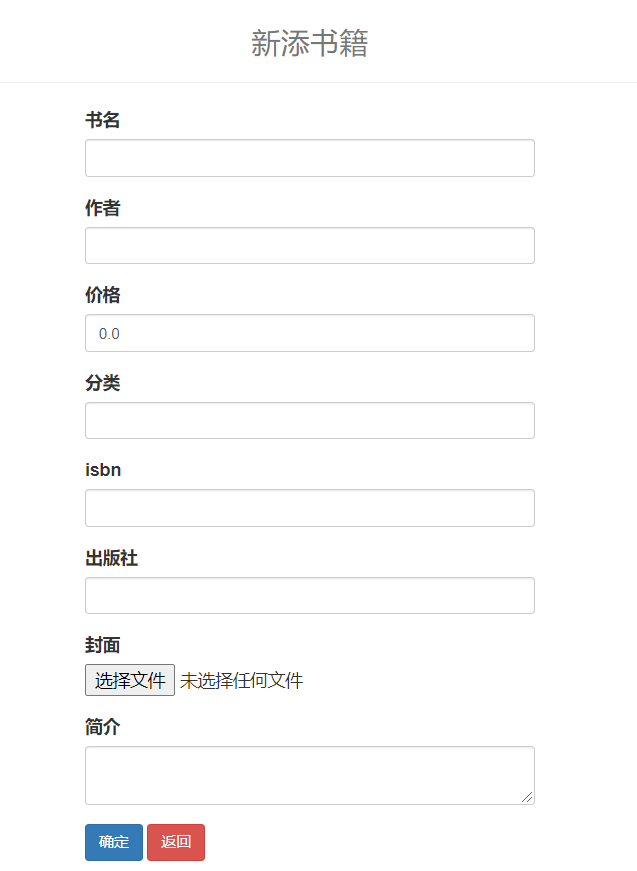 新添书籍
书名
作者
价格
0.0
分类
isbn
出版社
封面
选择文件 未选择任何文件
简介
确定 返回